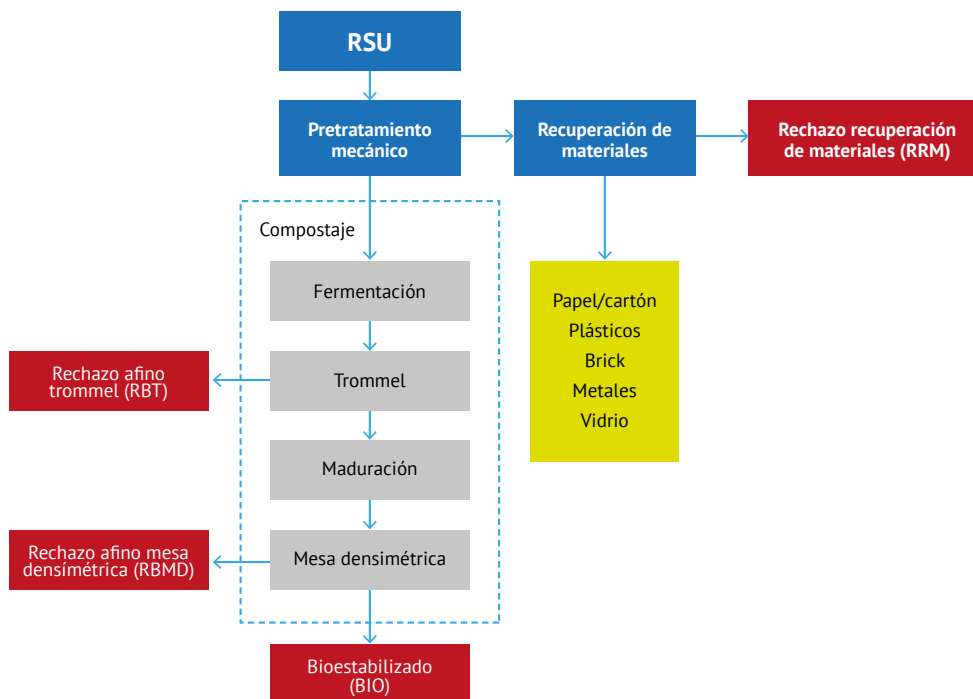 RSU
Pretratamiento
mecánico
Recuperación de
materiales
Rechazo recuperación
de materiales (RRM)
Compostaje
Fermentación
Papel/cartón
Plásticos
Brick
Metales
Vidrio
Rechazo afino
trommel (RBT)
Trommel
Maduración
Rechazo afino mesa
densímétrica (RBMD)
Mesa densimétrica
Bioestabilizado
(BIO)